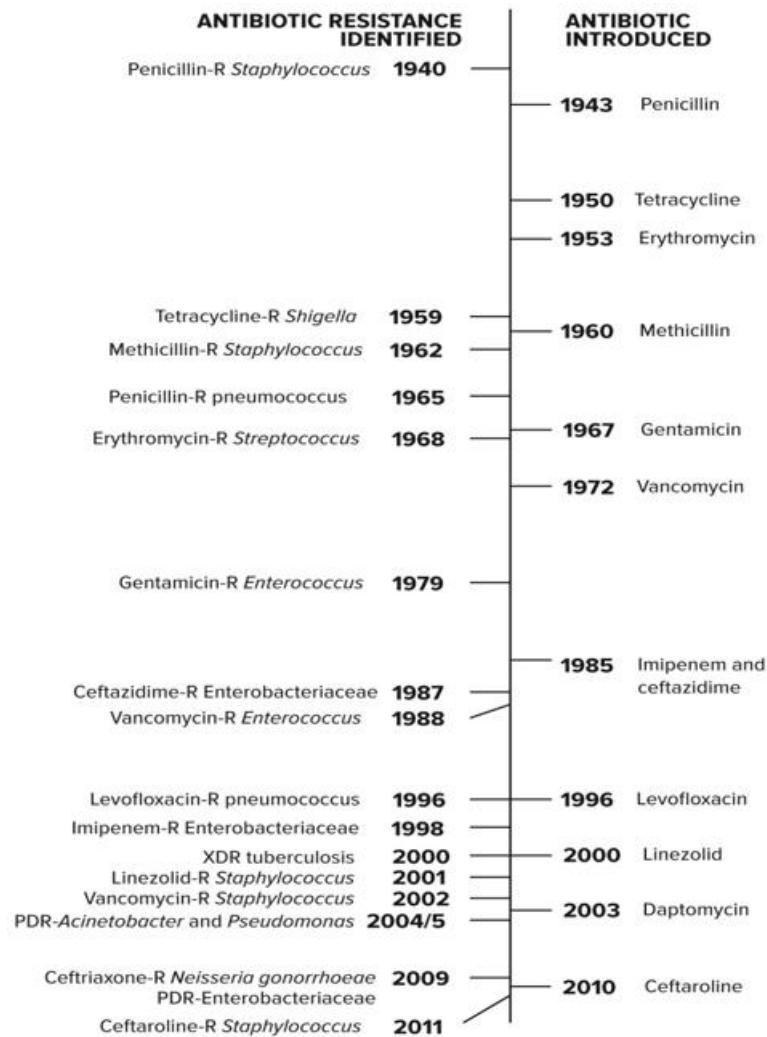 ANTIBIOTIC RESISTANCE
IDENTIFIED
ANTIBIOTIC
INTRODUCED
Penicillin-R Staphylococcus 1940
1943 Penicillin
1950 Tetracycline
1953 Erythromycin
Tetracycline-R Shigella 1959
1960 Methicillin
Methicillin-R Staphylococcus 1962
Penicillin-R pneumococcus 1965
1967 Gentamicin
Erythromycin-R Streptococcus 1968
1972 Vancomycin
Gentamicin-R Enterococcus 1979
1985 Imipenem and
ceftazidime
Ceftazidime-R Enterobacteriaceae 1987
Vancomycin-R Enterococcus 1988
Levofloxacin-R pneumococcus 1996
1996 Levofloxacin
Imipenem-R Enterobacteriaceae 1998
XDR tuberculosis 2000
2000 Linezolid
Linezolid-R Staphylococcus 2001
Vancomycin-R Staphylococcus 2002
2003 Daptomycin
PDR-Acinetobacter and Pseudomonas 2004/5
Ceftriaxone-R Neisseria gonorrhoeae 2009
PDR-Enterobacteriaceae
2010 Ceftaroline
Ceftaroline-R Staphylococcus 2011